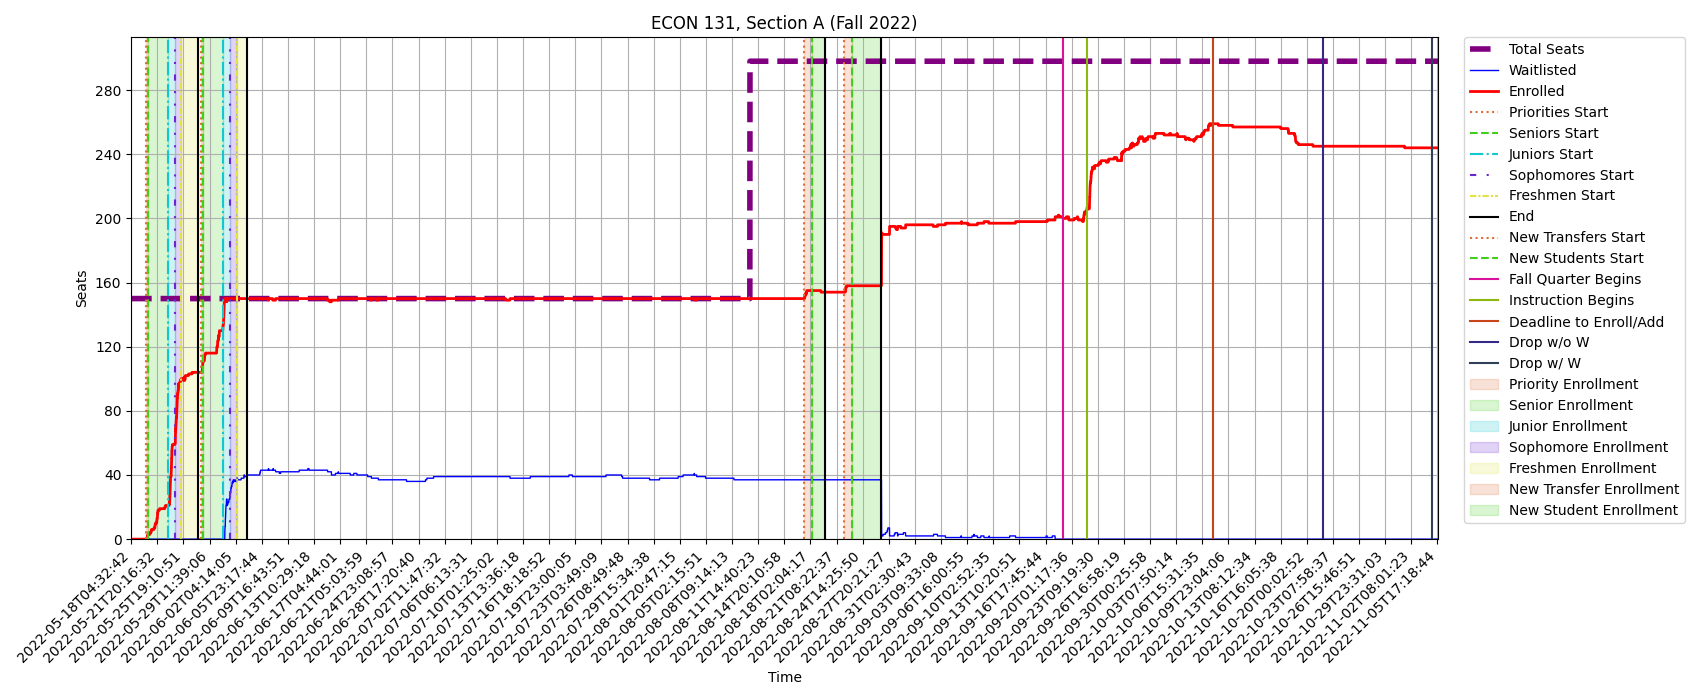 ECON 131, Section A (Fall 2022)
Seats
280
240
200
160
120
80
40
0
2022-05-18T04:32:42
2022-05-21T20:16:32
2022-05-25T19:10:51
2022-05-29T11:39:06
2022-06-02T04:14:05
2022-06-05T23:17:44
2022-06-09T16:43:51
2022-06-13T10:29:18
2022-06-17T04:44:01
2022-06-21T05:03:59
2022-06-24T23:08:57
2022-06-28T17:20:40
2022-07-02T11:47:32
2022-07-06T06:13:31
2022-07-10T01:25:02
2022-07-13T13:36:18
2022-07-16T18:18:52
2022-07-19T23:00:05
2022-07-23T03:49:09
2022-07-26T08:49:48
2022-07-29T15:34:38
2022-08-01T20:47:15
2022-08-05T02:15:51
2022-08-08T09:14:13
2022-08-11T14:40:23
2022-08-14T20:10:58
2022-08-18T02:04:17
2022-08-21T08:22:37
2022-08-24T14:25:50
2022-08-27T20:21:27
2022-08-31T02:30:43
2022-09-03T09:33:08
2022-09-06T16:00:55
2022-09-10T02:52:35
2022-09-13T10:20:51
2022-09-16T17:45:44
2022-09-20T01:17:36
2022-09-23T09:19:30
2022-09-26T16:58:19
2022-09-30T00:25:58
2022-10-03T07:50:14
2022-10-06T15:31:35
2022-10-09T23:04:06
2022-10-13T08:12:34
2022-10-16T16:05:38
2022-10-20T00:02:52
2022-10-23T07:58:37
2022-10-26T15:46:51
2022-10-29T23:31:03
2022-11-02T08:01:23
2022-11-05T17:18:44
Time
Total Seats
Waitlisted
Enrolled
Priorities Start
Seniors Start
Juniors Start
Sophomores Start
Freshmen Start
End
New Transfers Start
New Students Start
Fall Quarter Begins
Instruction Begins
Deadline to Enroll/Add
Drop w/o W
Drop w/ W
Priority Enrollment
Senior Enrollment
Junior Enrollment
Sophomore Enrollment
Freshmen Enrollment
New Transfer Enrollment
New Student Enrollment